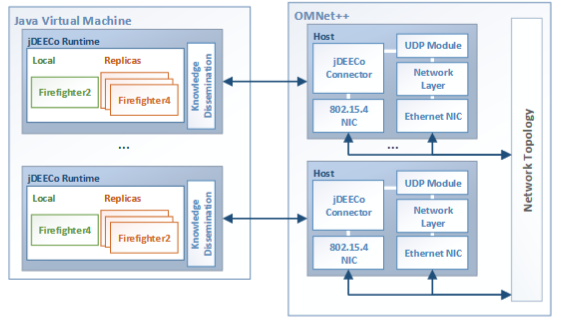 Java Virtual Machine
jDEECo Runtime
Local
Replicas
Firefighter2
Firefighter4
Knowledge
Dissemination
...
jDEECo Runtime
Local
Replicas
Firefighter4
Firefighter2
Knowledge
Dissemination
OMNet++
Host
jDEECo
Connector
UDP Module
Network
Layer
802.15.4
NIC
Ethernet NIC
...
Host
jDEECo
Connector
UDP Module
Network
Layer
802.15.4
NIC
Ethernet NIC
Network Topology